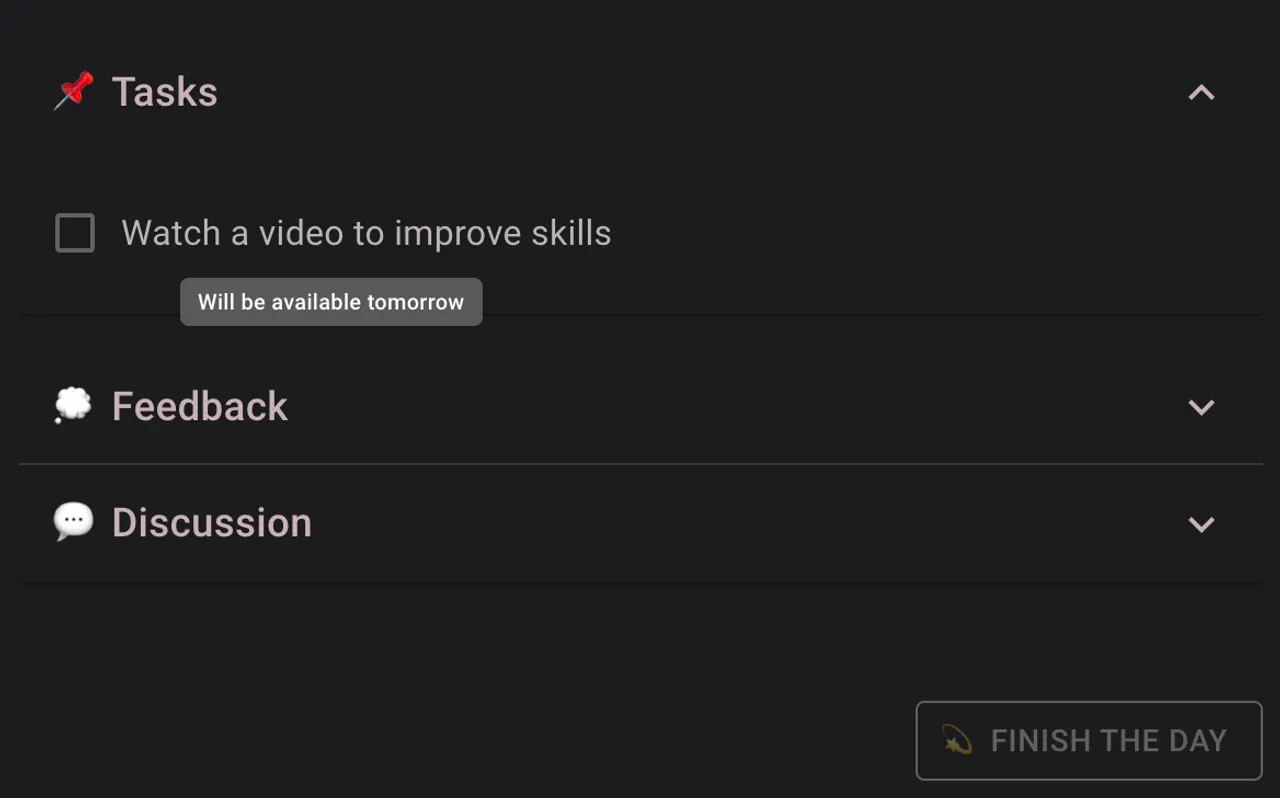 Tasks
Watch a video to improve skills
Will be available tomorrow
Feedback
Discussion
FINISH THE DAY